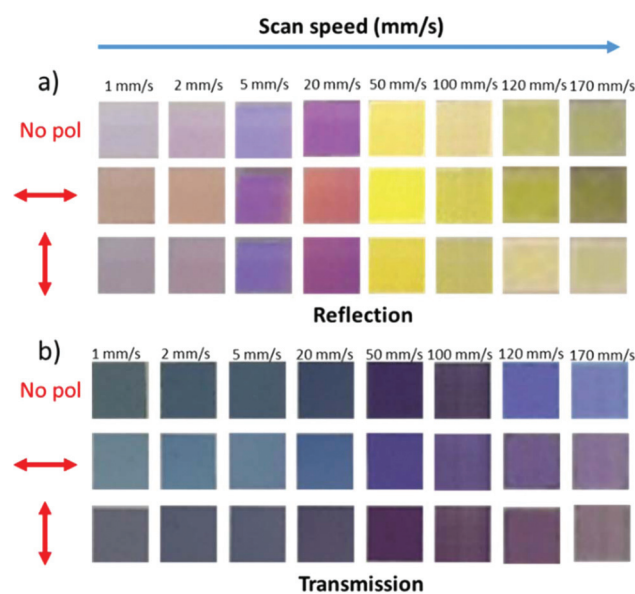 Scan speed (mm/s)
a)
1 mm/s 2 mm/s 5 mm/s 20 mm/s 50 mm/s 100 mm/s 120 mm/s 170 mm/s
No pol
Reflection
b)
1 mm/s 2 mm/s 5 mm/s 20 mm/s 50 mm/s 100 mm/s 120 mm/s 170 mm/s
No pol
Transmission